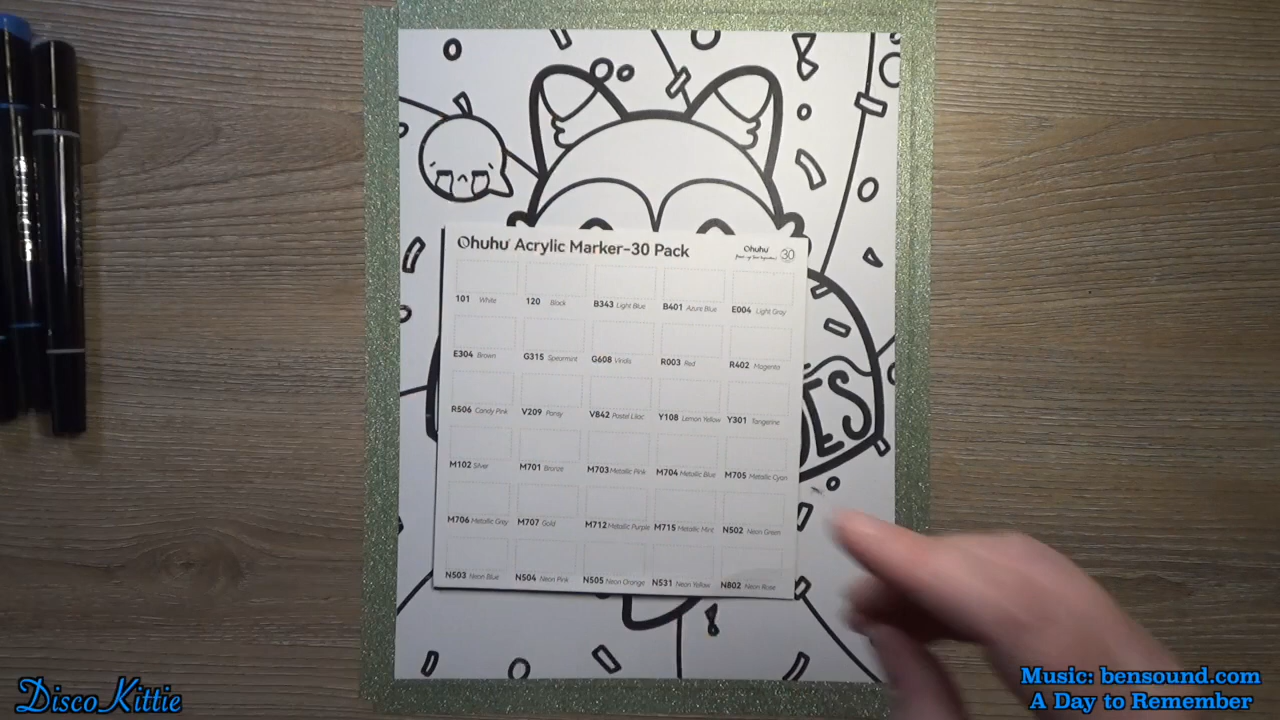 Ohuhu Acrylic Marker-30 Pack
Ohuhu 30
101 White 120 Black B343 Light Blue B401 Azure Blue E004 Light Gray
E304 Brown G315 Spearmint G608 Viridis R003 Red R402 Magenta
R506 Candy Pink V209 Pansy V842 Pastel Lilac Y108 Lemon Yellow Y301 Tangerine
M102 Silver M701 Bronze M703 Metallic Pink M704 Metallic Blue M705 Metallic Cyan
M706 Metallic Grey M707 Gold M712 Metallic Purple M715 Metallic Mint N502 Neon Green
N503 Neon Blue N504 Neon Pink N505 Neon Orange N531 Neon Yellow N802 Neon Rose
DiscoKittie
Music: bensound.com
A Day to Remember